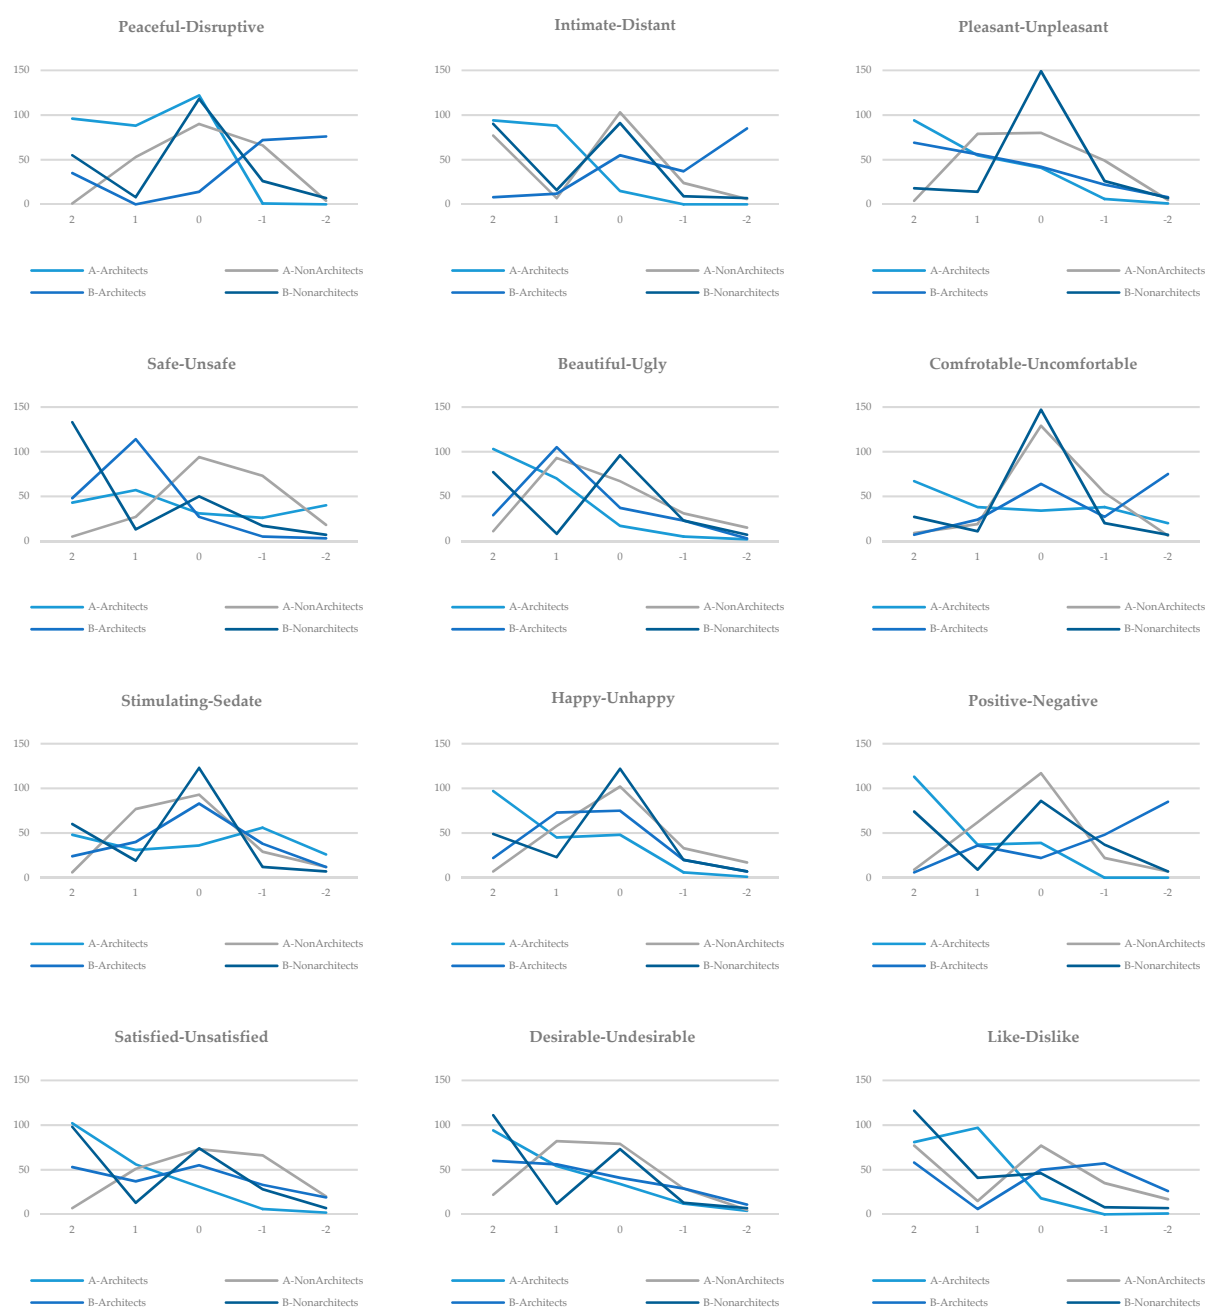 Peaceful-Disruptive
150
100
50
0
2 1 0 -1 -2
A-Architects A-NonArchitects
B-Architects B-Nonarchitects
Intimate-Distant
150
100
50
0
2 1 0 -1 -2
A-Architects A-NonArchitects
B-Architects B-Nonarchitects
Pleasant-Unpleasant
150
100
50
0
2 1 0 -1 -2
A-Architects A-NonArchitects
B-Architects B-Nonarchitects
Safe-Unsafe
150
100
50
0
2 1 0 -1 -2
A-Architects A-NonArchitects
B-Architects B-Nonarchitects
Beautiful-Ugly
150
100
50
0
2 1 0 -1 -2
A-Architects A-NonArchitects
B-Architects B-Nonarchitects
Comfrotable-Uncomfortable
150
100
50
0
2 1 0 -1 -2
A-Architects A-NonArchitects
B-Architects B-Nonarchitects
Stimulating-Sedate
150
100
50
0
2 1 0 -1 -2
A-Architects A-NonArchitects
B-Architects B-Nonarchitects
Happy-Unhappy
150
100
50
0
2 1 0 -1 -2
A-Architects A-NonArchitects
B-Architects B-Nonarchitects
Positive-Negative
150
100
50
0
2 1 0 -1 -2
A-Architects A-NonArchitects
B-Architects B-Nonarchitects
Satisfied-Unsatisfied
150
100
50
0
2 1 0 -1 -2
A-Architects A-NonArchitects
B-Architects B-Nonarchitects
Desirable-Undesirable
150
100
50
0
2 1 0 -1 -2
A-Architects A-NonArchitects
B-Architects B-Nonarchitects
Like-Dislike
150
100
50
0
2 1 0 -1 -2
A-Architects A-NonArchitects
B-Architects B-Nonarchitects